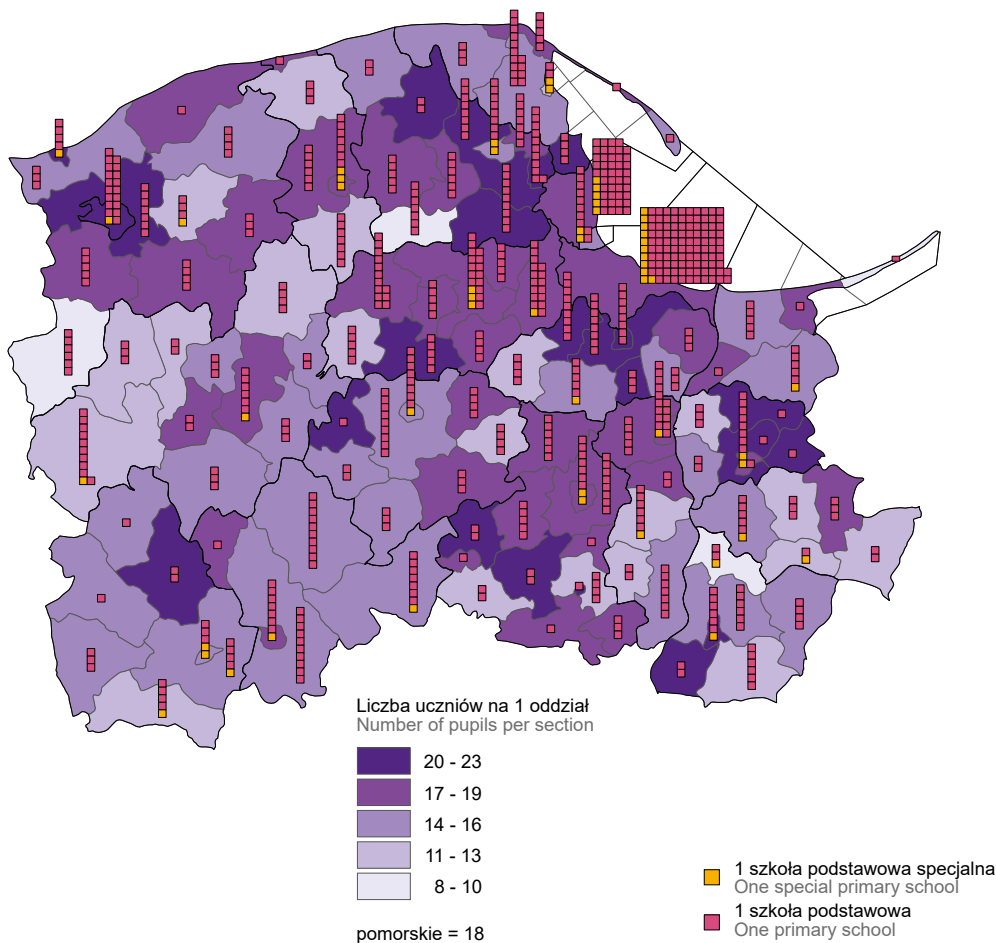 Liczba uczniów na 1 oddział
Number of pupils per section
20 - 23
17 - 19
14 - 16
11 - 13
8 - 10
pomorskie = 18
1 szkoła podstawowa specjalna
One special primary school
1 szkoła podstawowa
One primary school